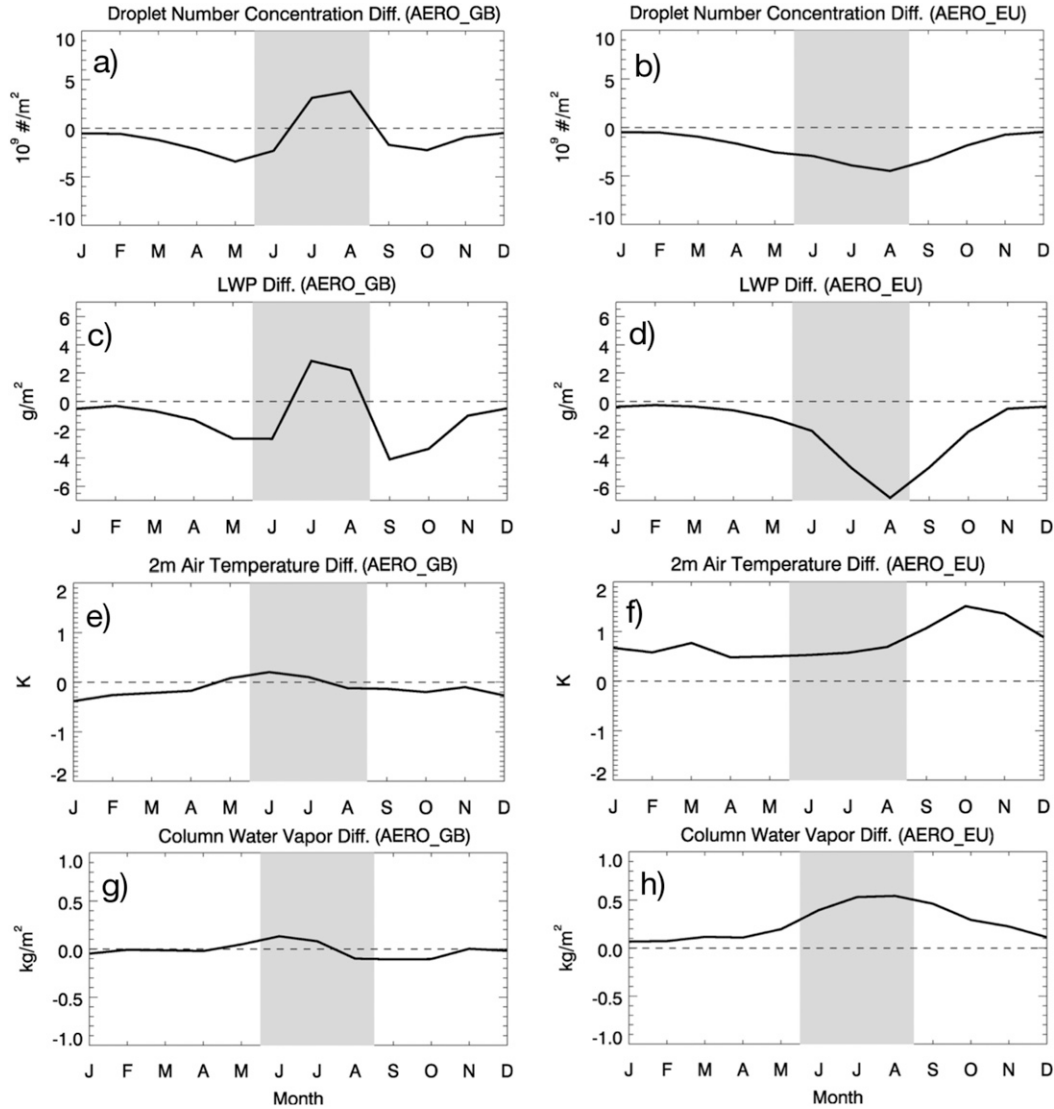 Droplet Number Concentration Diff. (AERO_GB)
a)
10
5
0
-5
-10
10⁹ #/m²
J F M A M J J A S O N D
Droplet Number Concentration Diff. (AERO_EU)
b)
10
5
0
-5
-10
10⁹ #/m²
J F M A M J J A S O N D
LWP Diff. (AERO_GB)
c)
6
4
2
0
-2
-4
-6
g/m²
J F M A M J J A S O N D
LWP Diff. (AERO_EU)
d)
6
4
2
0
-2
-4
-6
g/m²
J F M A M J J A S O N D
2m Air Temperature Diff. (AERO_GB)
e)
2
1
0
-1
-2
K
J F M A M J J A S O N D
2m Air Temperature Diff. (AERO_EU)
f)
2
1
0
-1
-2
K
J F M A M J J A S O N D
Column Water Vapor Diff. (AERO_GB)
g)
1.0
0.5
0.0
-0.5
-1.0
kg/m²
J F M A M J J A S O N D
Month
Column Water Vapor Diff. (AERO_EU)
h)
1.0
0.5
0.0
-0.5
-1.0
kg/m²
J F M A M J J A S O N D
Month